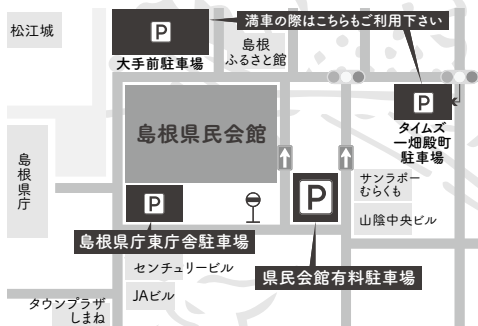 満車の際はこちらもご利用下さい
松江城
P
大手前駐車場
島根
ふるさと館
P
タイムズ
一畑殿町
駐車場
島根県民会館
島根県庁
P
P
サンラポー
むらくも
山陰中央ビル
島根県庁東庁舎駐車場
センチュリービル
県民会館有料駐車場
JAビル
タウンプラザ
しまね